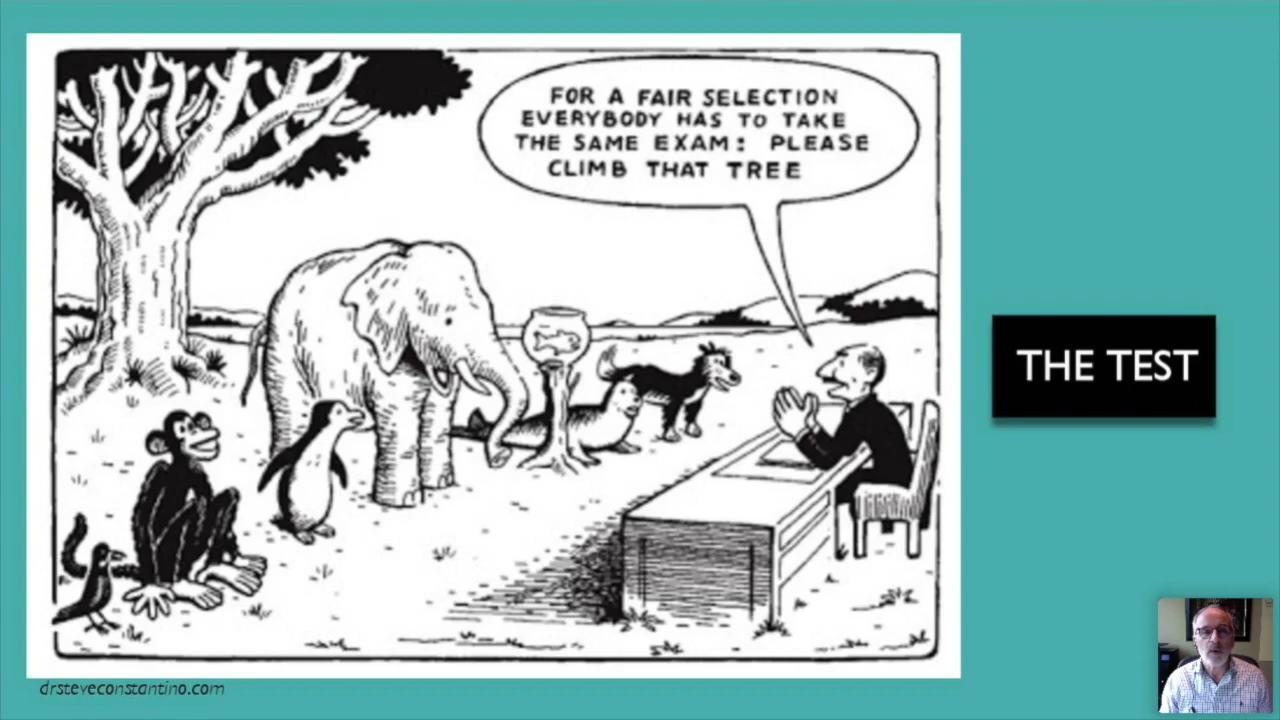 FOR A FAIR SELECTION
EVERYBODY HAS TO TAKE
THE SAME EXAM: PLEASE
CLIMB THAT TREE
THE TEST
drsteveconstantino.com